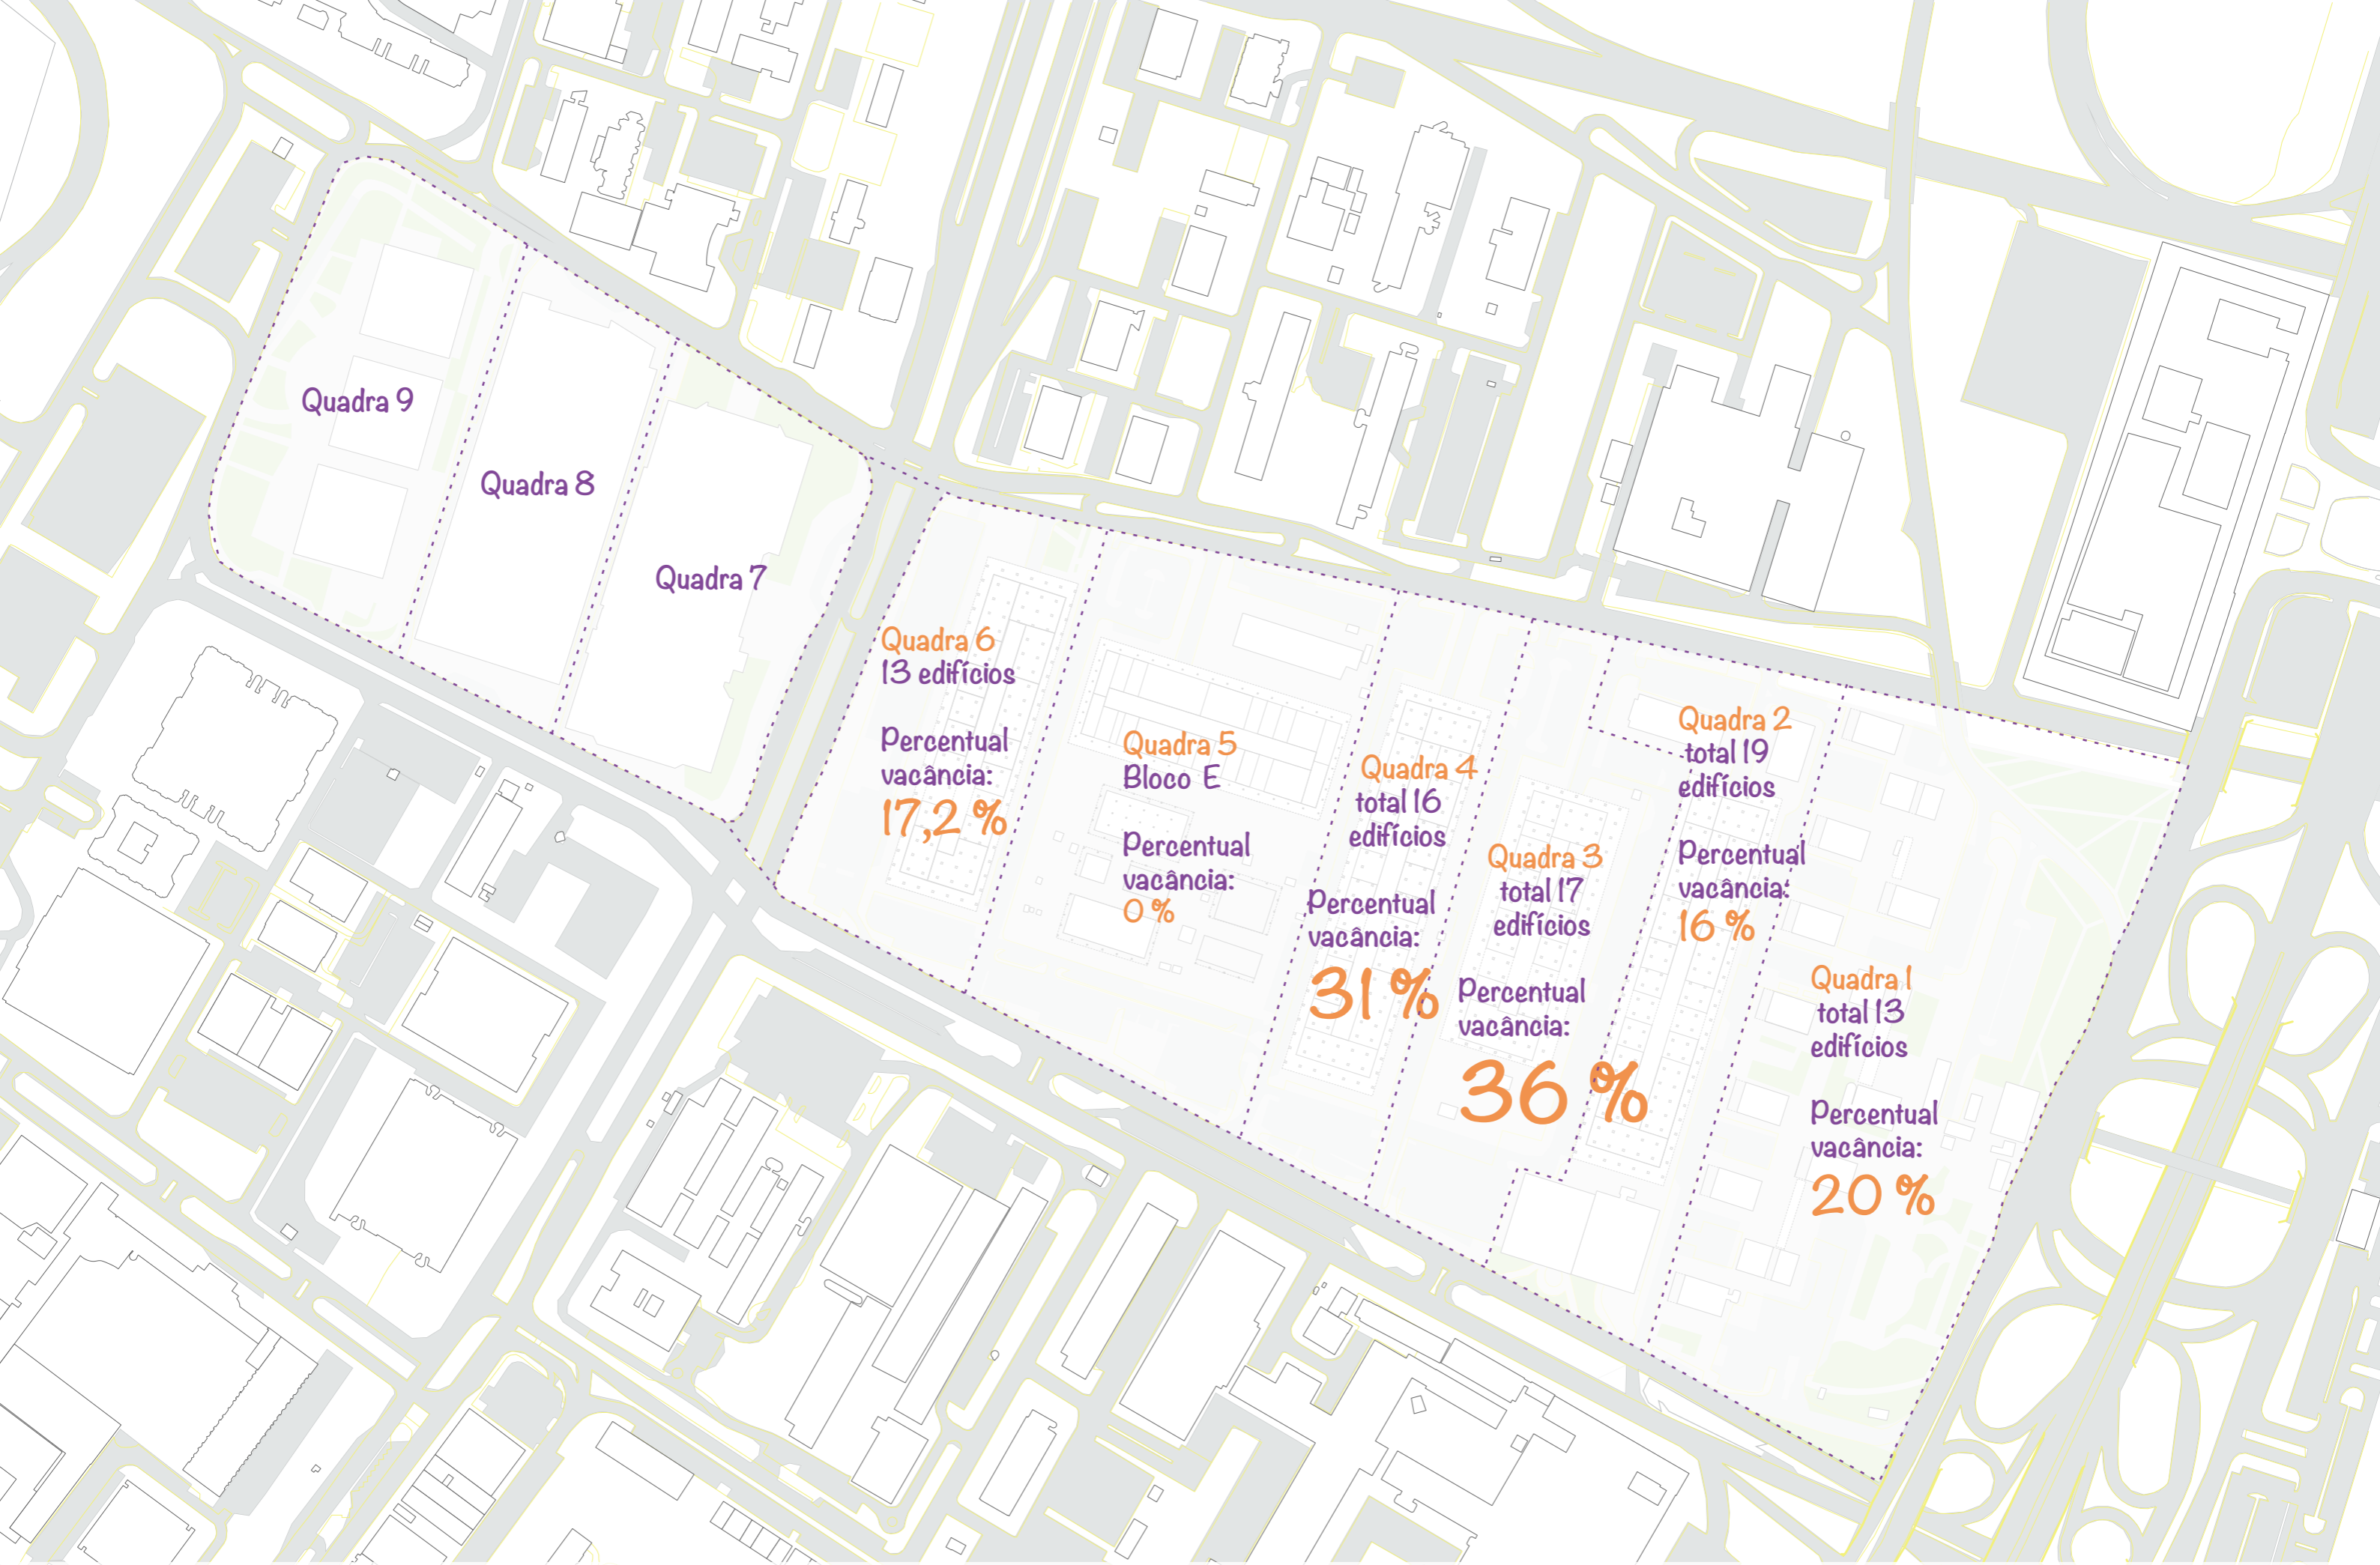 Quadra 9
Quadra 8
Quadra 7
Quadra 6
13 edifícios
Percentual
vacância:
17,2 %
Quadra 5
Bloco E
Percentual
vacância:
0 %
Quadra 4
total 16
edifícios
Percentual
vacância:
31 %
Quadra 3
total 17
edifícios
Percentual
vacância:
36 %
Quadra 2
total 19
edifícios
Percentual
vacância:
16 %
Quadra 1
total 13
edifícios
Percentual
vacância:
20 %